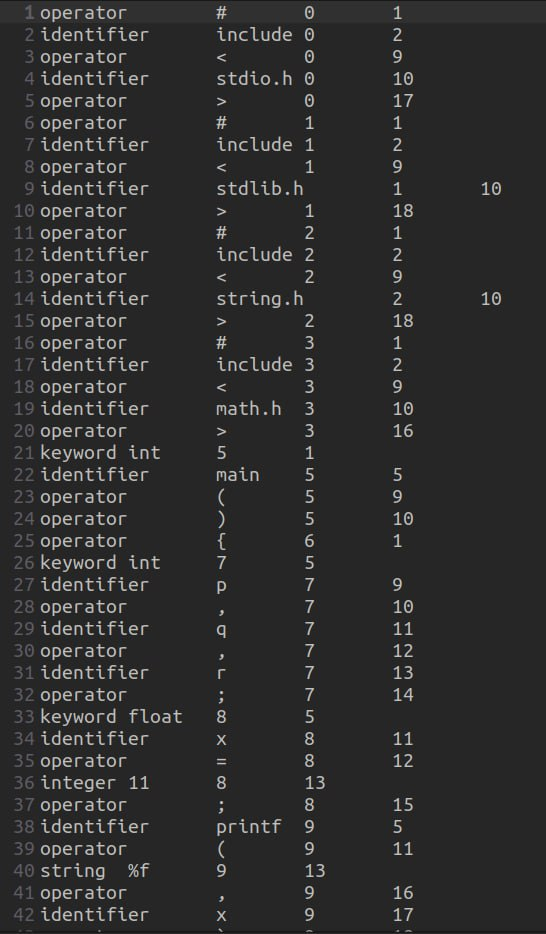 1 operator # 0 1
2 identifier include 0 2
3 operator < 0 9
4 identifier stdio.h 0 10
5 operator > 0 17
6 operator # 1 1
7 identifier include 1 2
8 operator < 1 9
9 identifier stdlib.h 1 10
10 operator > 1 18
11 operator # 2 1
12 identifier include 2 2
13 operator < 2 9
14 identifier string.h 2 10
15 operator > 2 18
16 operator # 3 1
17 identifier include 3 2
18 operator < 3 9
19 identifier math.h 3 10
20 operator > 3 16
21 keyword int 5 1
22 identifier main 5 5
23 operator ( 5 9
24 operator ) 5 10
25 operator { 6 1
26 keyword int 7 5
27 identifier p 7 9
28 operator , 7 10
29 identifier q 7 11
30 operator , 7 12
31 identifier r 7 13
32 operator ; 7 14
33 keyword float 8 5
34 identifier x 8 11
35 operator = 8 12
36 integer 11 8 13
37 operator ; 8 15
38 identifier printf 9 5
39 operator ( 9 11
40 string %f 9 13
41 operator , 9 16
42 identifier x 9 17